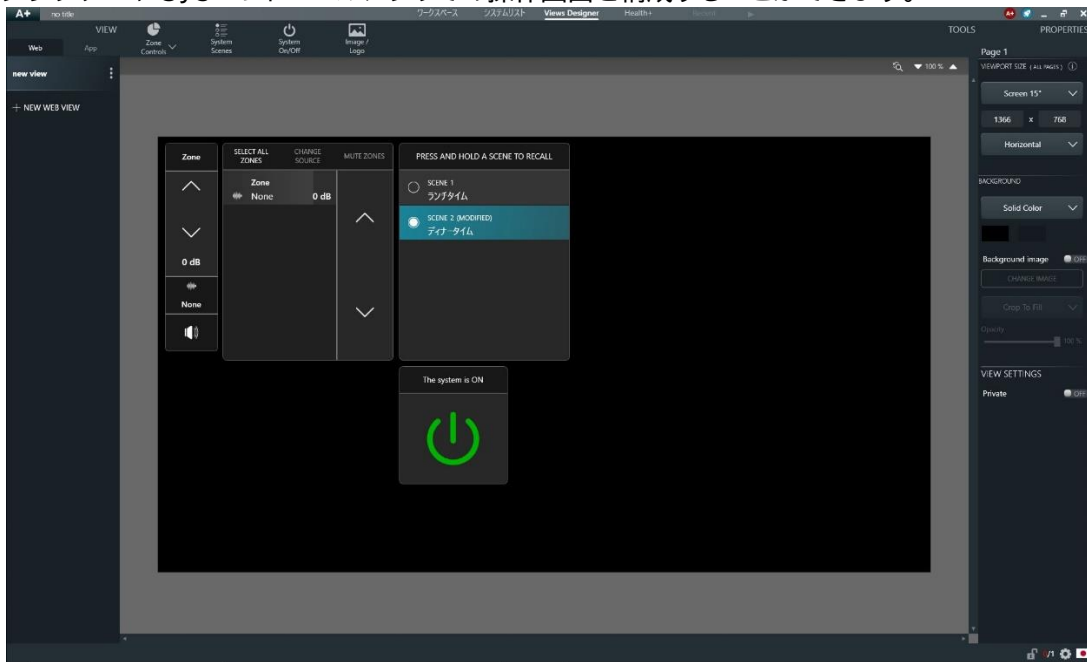 A+ no title
ワークスペース システムリスト Views Designer Health+
VIEW
Web App
Zone Controls
System Scenes
System On/Off
Image / Logo
TOOLS
PROPERTIES
new view
+ NEW WEB VIEW
100 %
Page 1
VIEWPORT SIZE (ALL PAGES)
Screen 15"
1366 x 768
Horizontal
BACKGROUND
Solid Color
Background image OFF
CHANGE IMAGE
Crop To Fill
Opacity
100 %
VIEW SETTINGS
Private OFF
Zone
0 dB
None
SELECT ALL ZONES
CHANGE SOURCE
MUTE ZONES
Zone
None 0 dB
PRESS AND HOLD A SCENE TO RECALL
SCENE 1
ランチタイム
SCENE 2 (MODIFIED)
ディナータイム
The system is ON